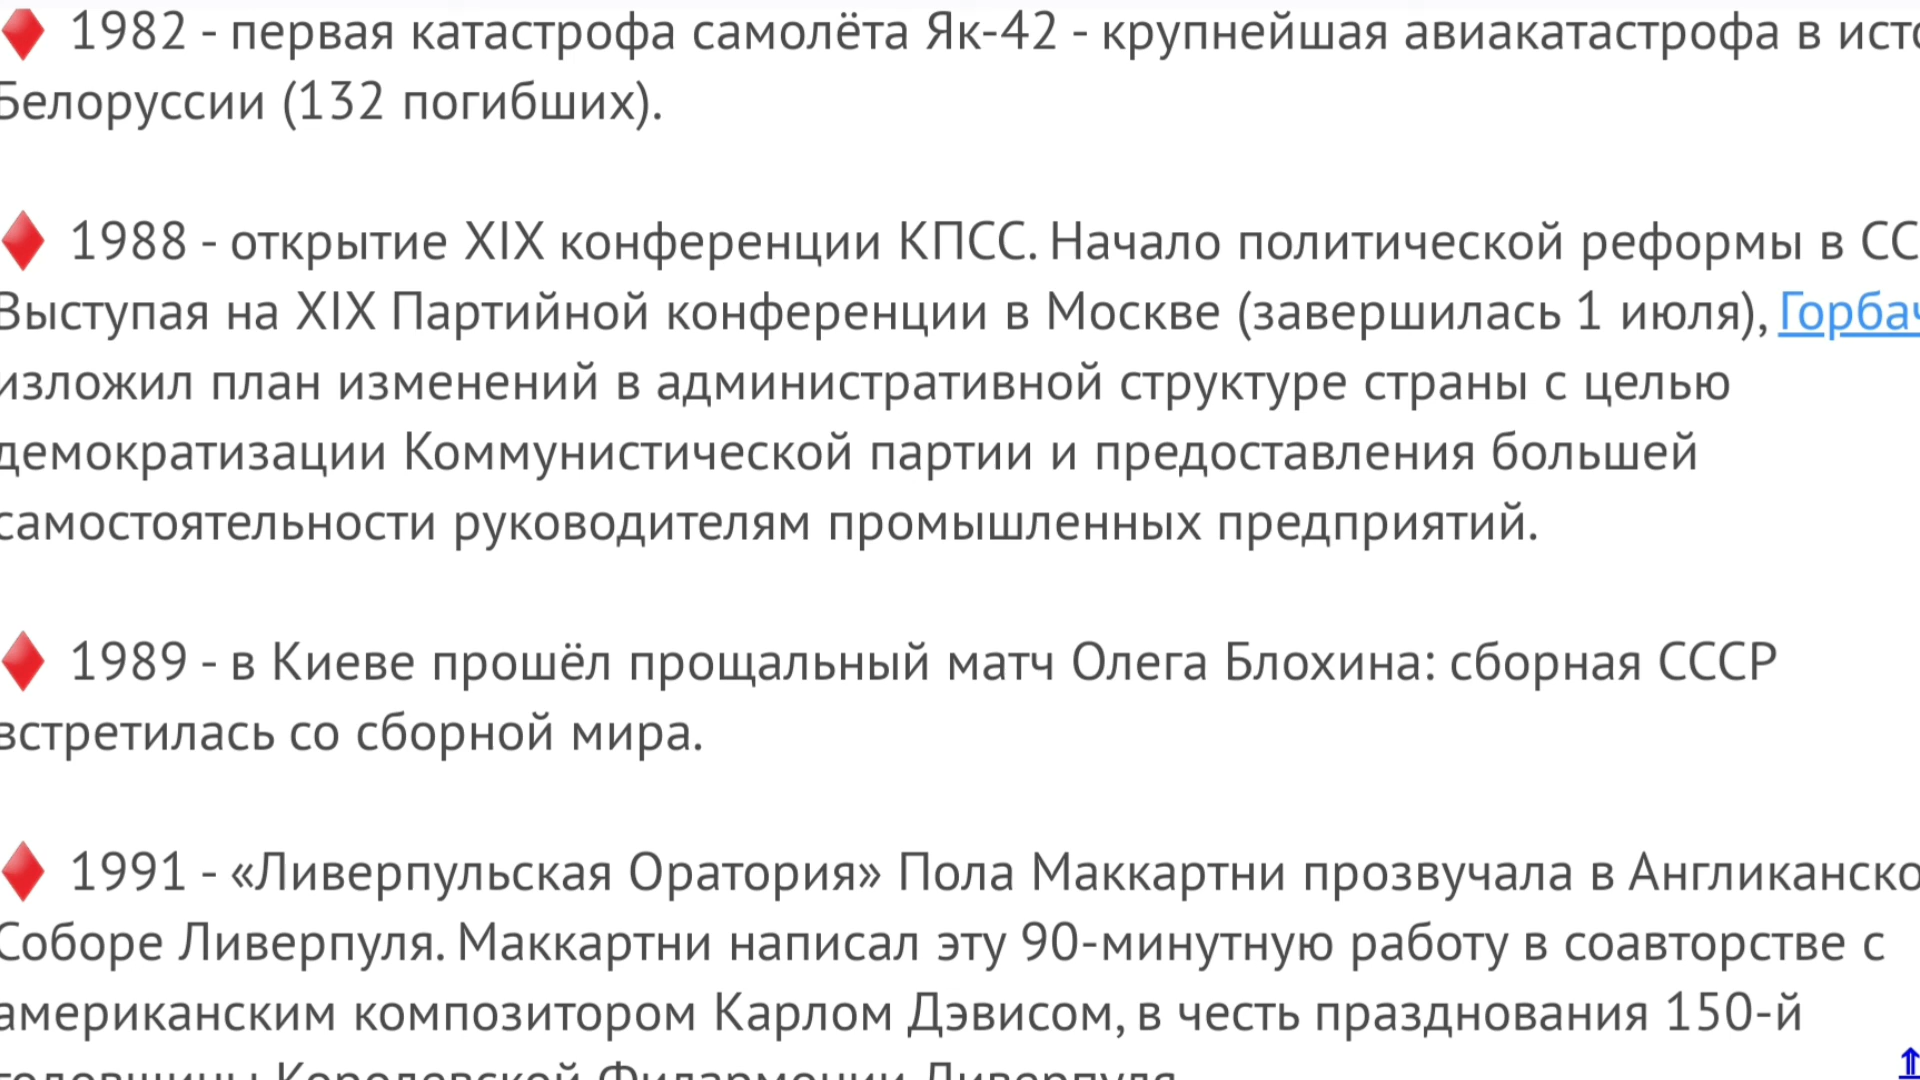 1982 - первая катастрофа самолёта Як-42 - крупнейшая авиакатастрофа в
Белоруссии (132 погибших).
1988 - открытие XIX конференции КПСС. Начало политической реформы в
Выступая на XIX Партийной конференции в Москве (завершилась 1 июля),
изложил план изменений в административной структуре страны с целью
демократизации Коммунистической партии и предоставления большей
самостоятельности руководителям промышленных предприятий.
1989 - в Киеве прошёл прощальный матч Олега Блохина: сборная СССР
встретилась со сборной мира.
1991 - «Ливерпульская Оратория» Пола Маккартни прозвучала в
Соборе Ливерпуля. Маккартни написал эту 90-минутную работу в соавторстве с
американским композитором Карлом Дэвисом, в честь празднования 150-й
годовщины Королевской Филармонии Ливерпуля.